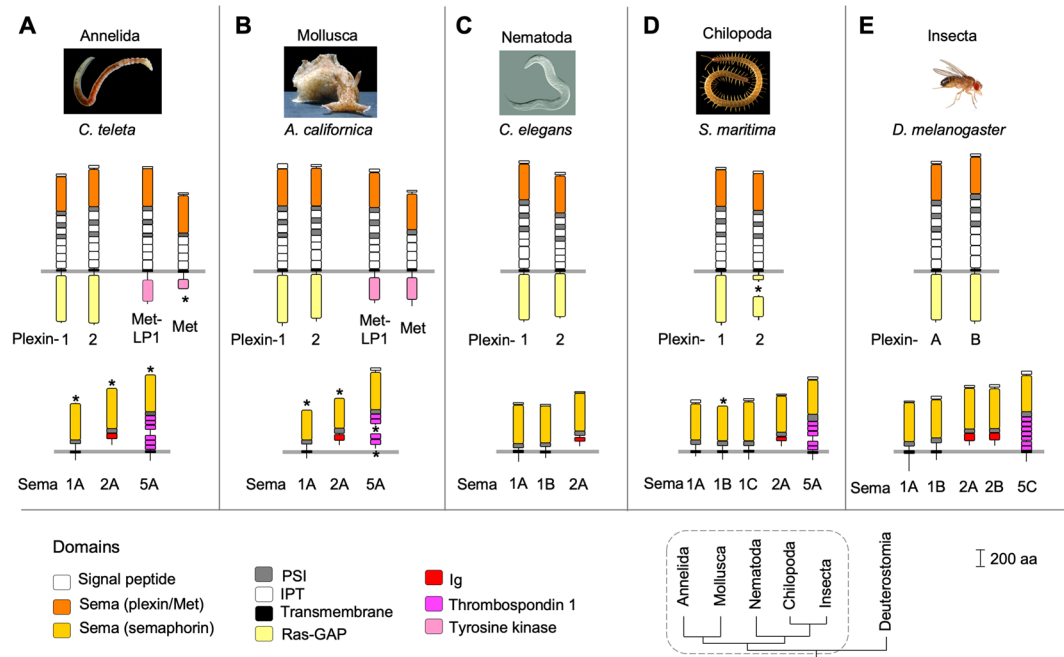 A
Annelida
C. teleta
Plexin- 1 2 Met-LP1 Met
*
* * *
Sema 1A 2A 5A
B
Mollusca
A. californica
Plexin-1 2 Met-LP1 Met
* * * *
Sema 1A 2A 5A
C
Nematoda
C. elegans
Plexin- 1 2
Sema 1A 1B 2A
D
Chilopoda
S. maritima
*
Plexin- 1 2
*
Sema 1A 1B 1C 2A 5A
E
Insecta
D. melanogaster
Plexin- A B
Sema 1A 1B 2A 2B 5C
Domains
Signal peptide
Sema (plexin/Met)
Sema (semaphorin)
PSI
IPT
Transmembrane
Ras-GAP
Ig
Thrombospondin 1
Tyrosine kinase
Annelida
Mollusca
Nematoda
Chilopoda
Insecta
Deuterostomia
200 aa